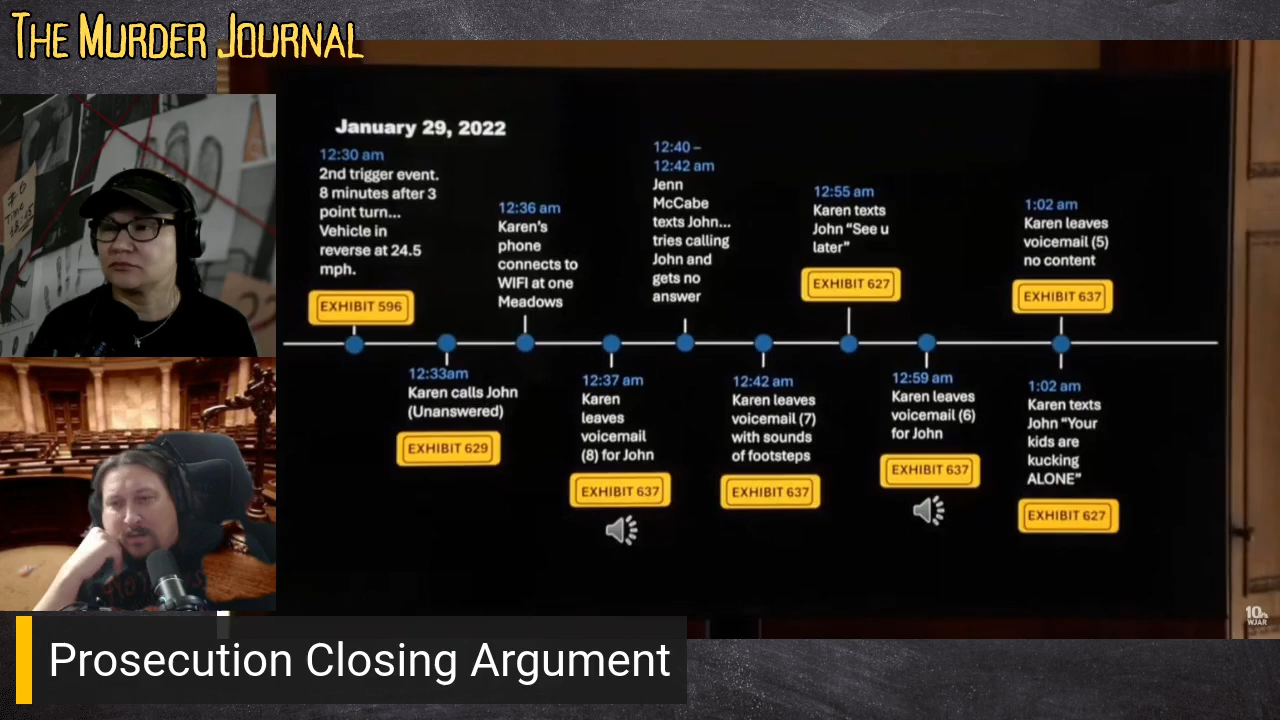 THE MURDER JOURNAL
January 29, 2022
12:30 am
2nd trigger event.
8 minutes after 3
point turn...
Vehicle in
reverse at 24.5
mph.
EXHIBIT 596
12:33am
Karen calls John
(Unanswered)
EXHIBIT 629
12:36 am
Karen's
phone
connects to
WIFI at one
Meadows
12:37 am
Karen
leaves
voicemail
(8) for John
EXHIBIT 637
12:40 –
12:42 am
Jenn
McCabe
texts John...
tries calling
John and
gets no
answer
12:42 am
Karen leaves
voicemail (7)
with sounds
of footsteps
EXHIBIT 637
12:55 am
Karen texts
John "See u
later"
EXHIBIT 627
12:59 am
Karen leaves
voicemail (6)
for John
EXHIBIT 637
1:02 am
Karen leaves
voicemail (5)
no content
EXHIBIT 637
1:02 am
Karen texts
John "Your
kids are
kucking
ALONE"
EXHIBIT 627
10
WJAR
Prosecution Closing Argument